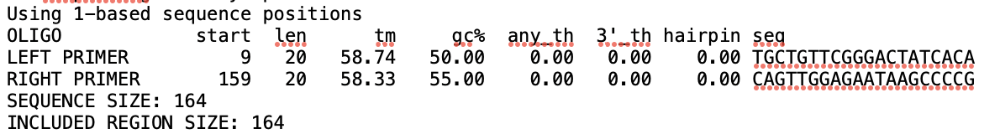 Using 1-based sequence positions
OLIGO start len tm gc% any_th 3'_th hairpin seq
LEFT PRIMER 9 20 58.74 50.00 0.00 0.00 0.00 TGCTGTTCGGGACTATCACA
RIGHT PRIMER 159 20 58.33 55.00 0.00 0.00 0.00 CAGTTGGAGAATAAGCCCCG
SEQUENCE SIZE: 164
INCLUDED REGION SIZE: 164